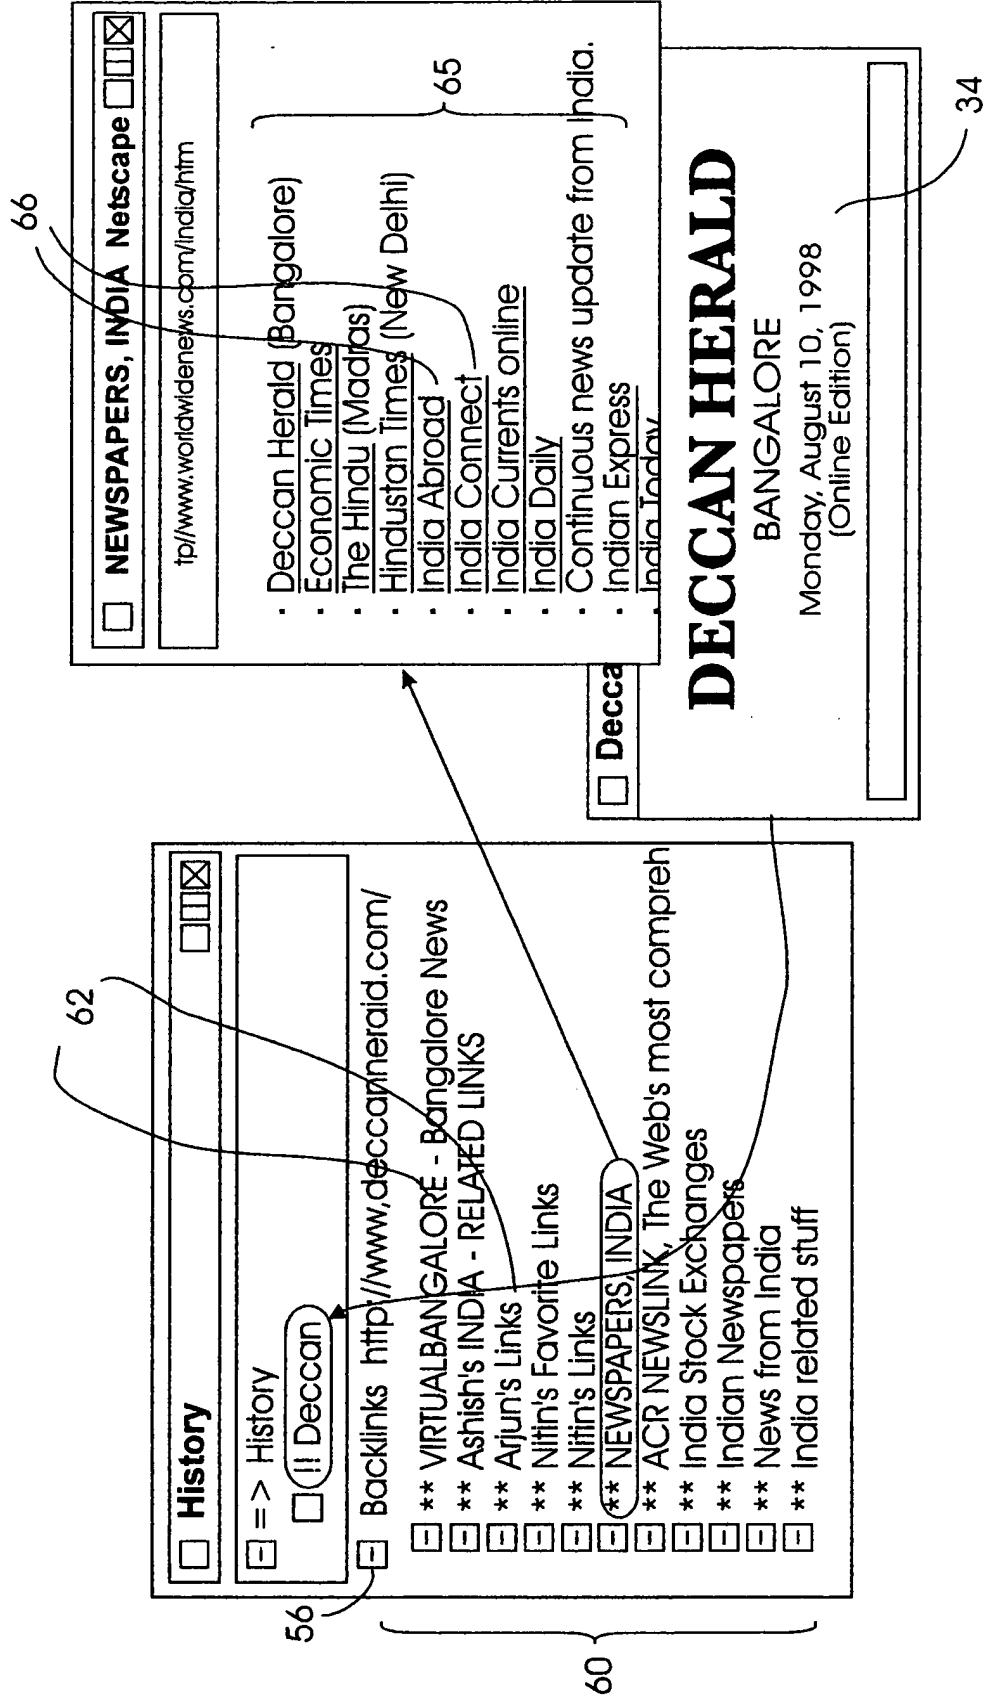 History
− = > History
!! Deccan
− Backlinks http://www,deccanneraid.com/
− ** VIRTUALBANGALORE - Bangalore News
− ** Ashish's INDIA - RELATED LINKS
− ** Arjun's Links
− ** Nitin's Favorite Links
− ** Nitin's Links
− ** NEWSPAPERS, INDIA
− ** ACR NEWSLINK, The Web's most compreh
− ** India Stock Exchanges
− ** Indian Newspapers
− ** News from India
− ** India related stuff
56
60
62
NEWSPAPERS, INDIA Netscape
tp//www.worldwidenews.com/india/htm
· Deccan Herald (Bangalore)
· Economic Times
· The Hindu (Madras)
· Hindustan Times (New Delhi)
· India Abroad
· India Connect
· India Currents online
· India Daily
· Continuous news update from India.
· Indian Express
· India Today
66
65
Decca
DECCAN HERALD
BANGALORE
Monday, August 10, 1998
(Online Edition)
34